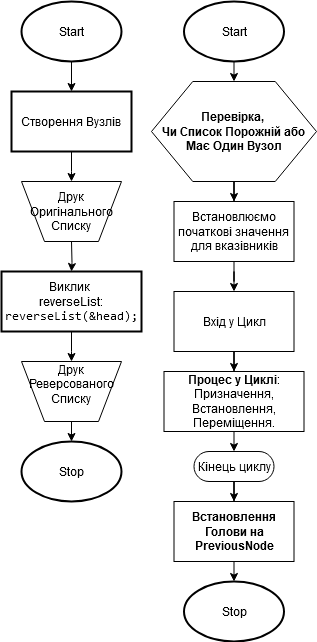 Start
Створення Вузлів
Друк
Оригінального
Списку
Виклик
reverseList:
reverseList(&head);
Друк
Реверсованого
Списку
Stop
Start
Перевірка,
Чи Список Порожній або
Має Один Вузол
Встановлюємо
початкові значення
для вказівників
Вхід у Цикл
Процес у Циклі:
Призначення,
Встановлення,
Переміщення.
Кінець циклу
Встановлення
Голови на
PreviousNode
Stop